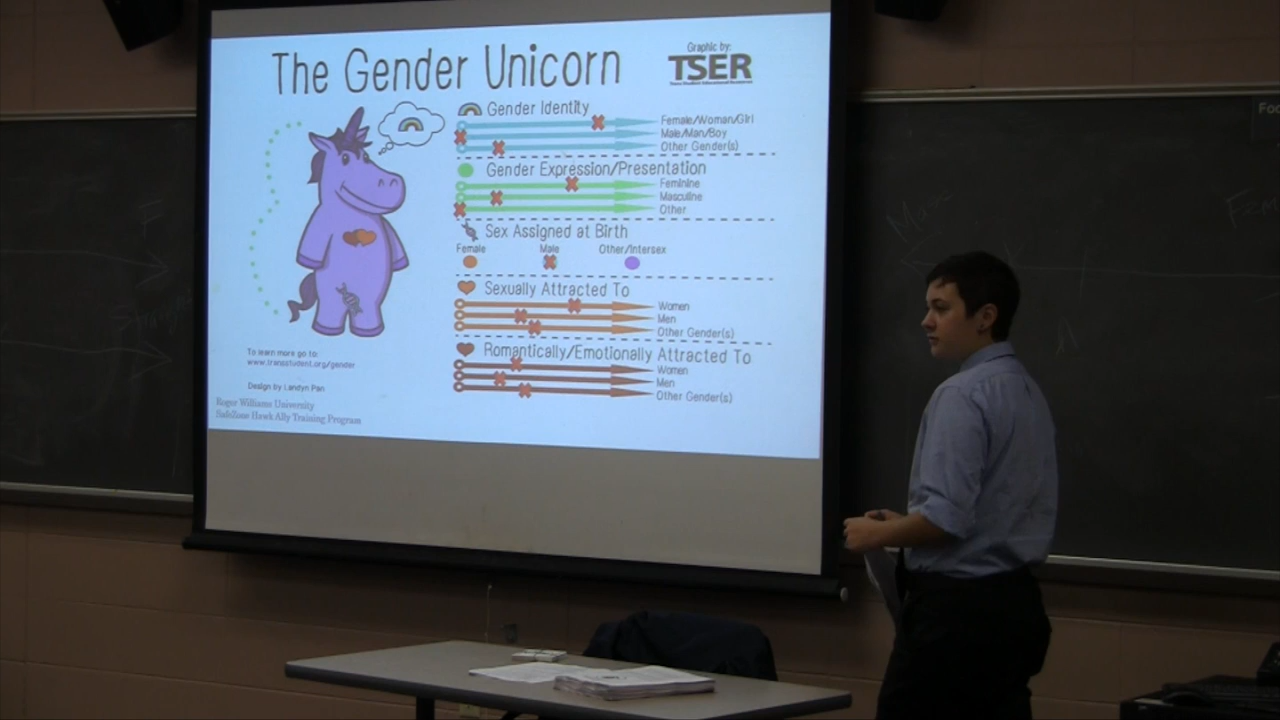 The Gender Unicorn
Graphic by:
TSER
Gender Identity
Female/Woman/Girl
Male/Man/Boy
Other Gender(s)
Gender Expression/Presentation
Feminine
Masculine
Other
Sex Assigned at Birth
Female Male Other/Intersex
Sexually Attracted To
Women
Men
Other Gender(s)
Romantically/Emotionally Attracted To
Women
Men
Other Gender(s)
To learn more go to:
www.transstudent.org/gender
Design by Landyn Pan
Roger Williams University
SafeZone Hawk Ally Training Program